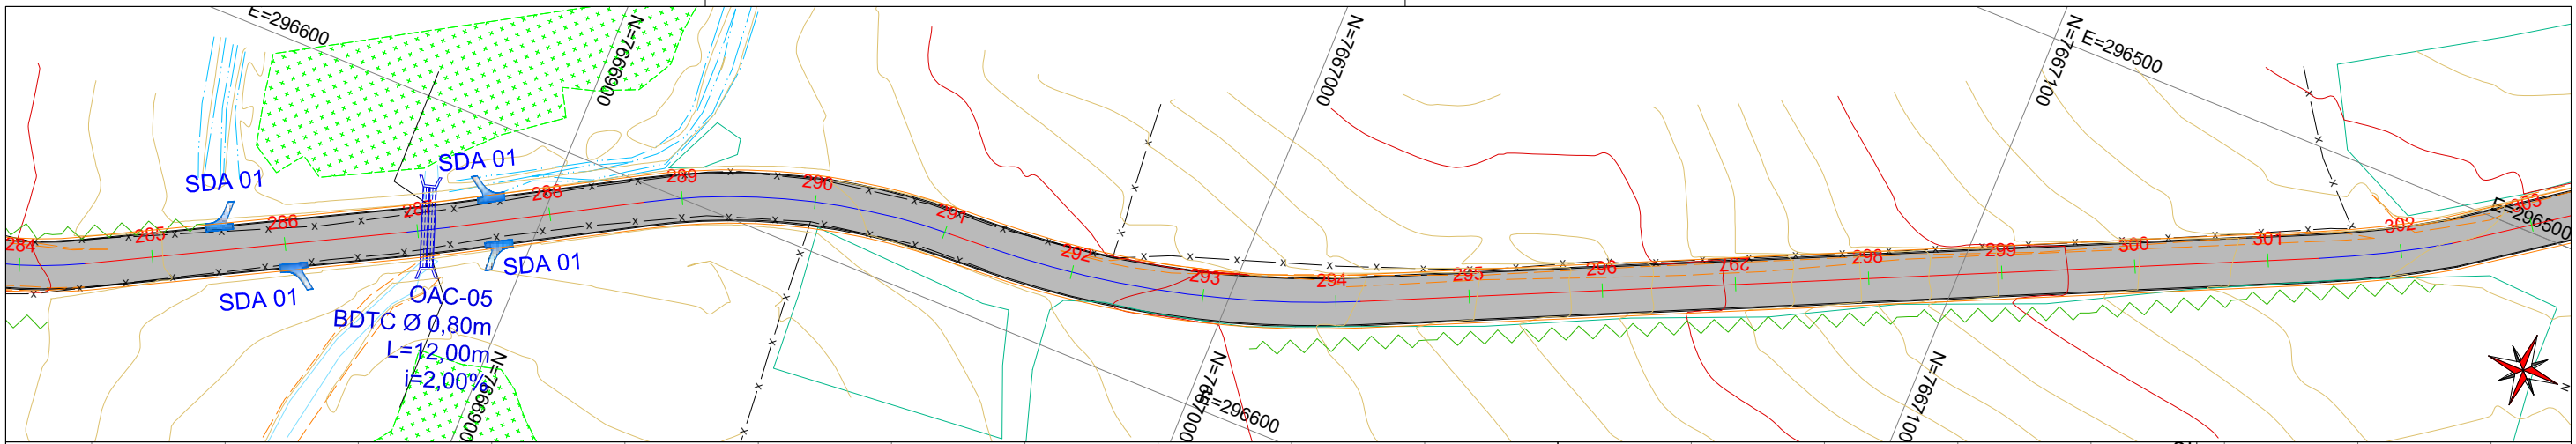 E=296600
N=7666900
N=7667000
N=7667100
E=296500
SDA 01
SDA 01
284
285
286
287
288
289
290
291
292
293
294
295
296
297
298
299
300
301
302
303
E=296500
SDA 01
SDA 01
OAC-05
BDTC Ø 0,80m
L=12,00m
i=2,00%
N=7666900
N=7667000
E=296600
N=7667100
N